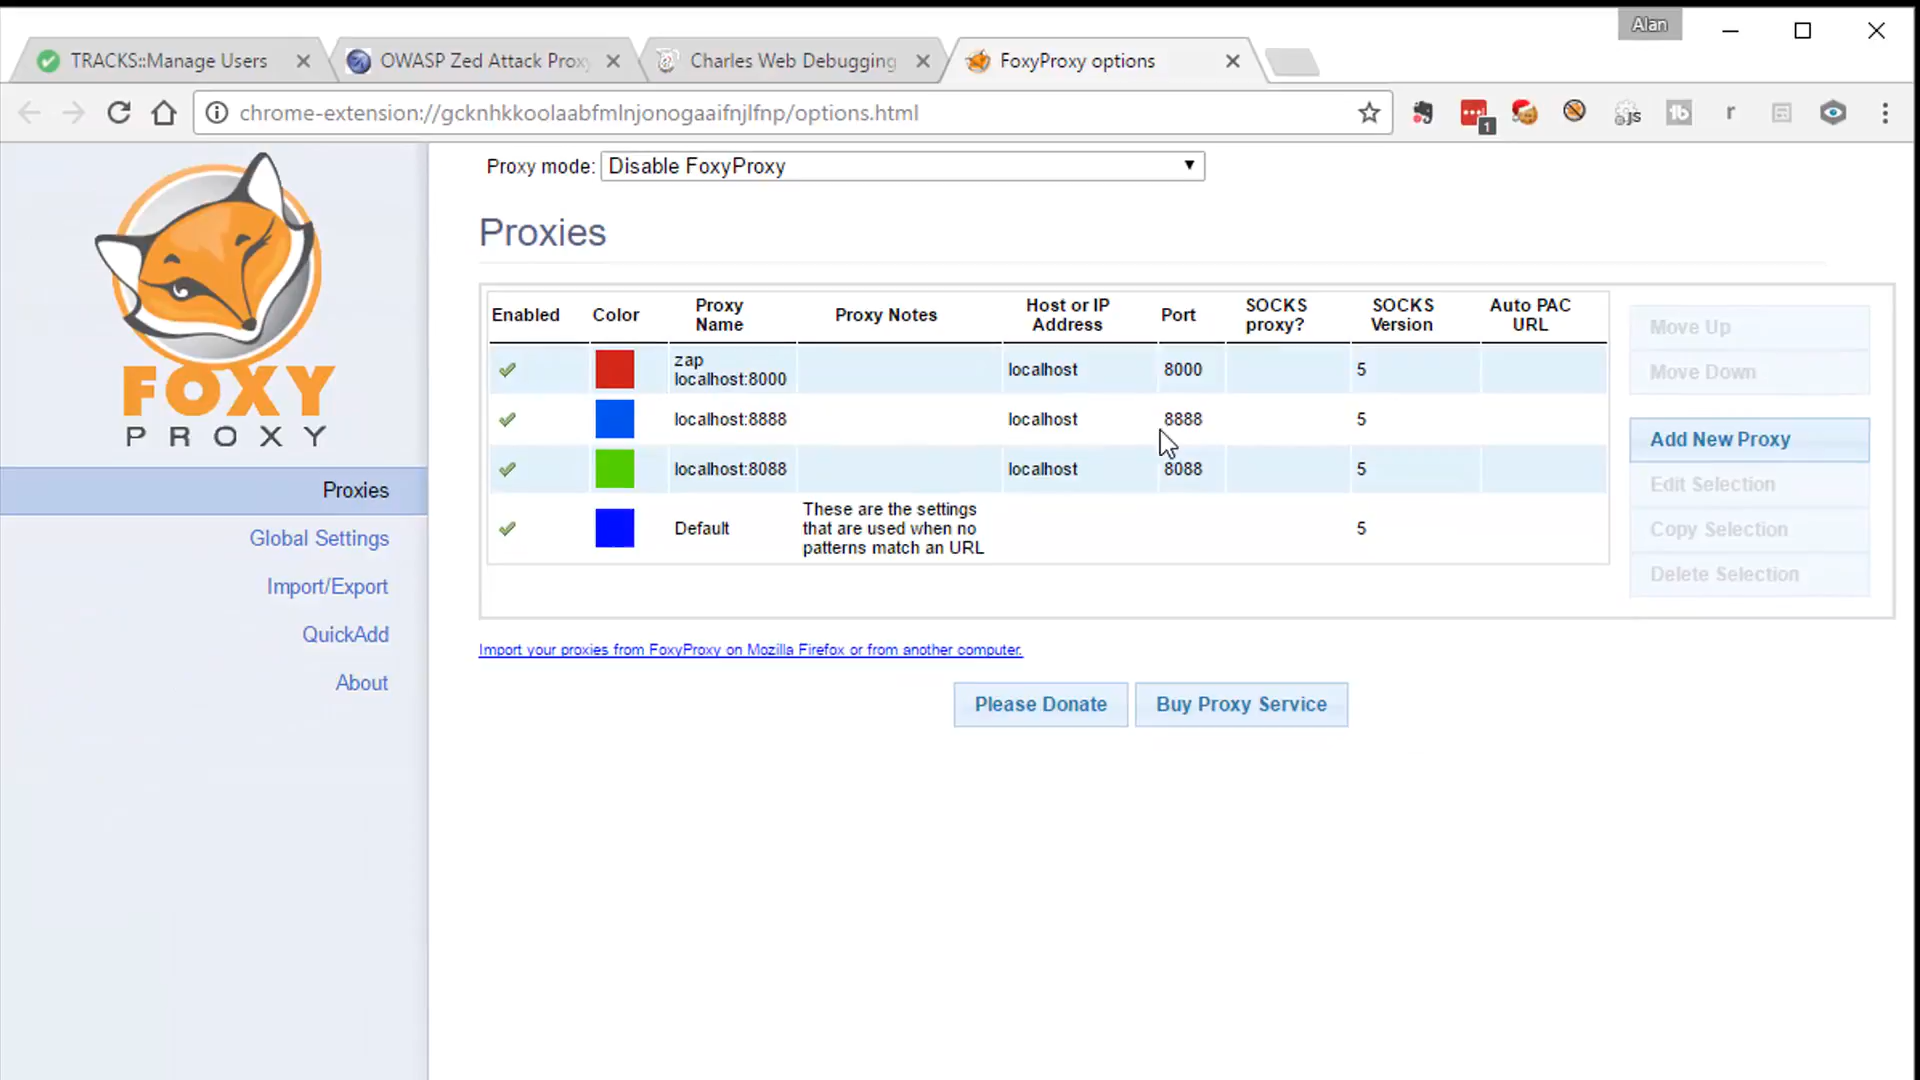 Alan
TRACKS::Manage Users
OWASP Zed Attack Proxy
Charles Web Debugging
FoxyProxy options
chrome-extension://gcknhkkoolaabfmlnjonogaaifnjlfnp/options.html
1
js
tb
r
FOXY
PROXY
Proxies
Global Settings
Import/Export
QuickAdd
About
Proxy mode: Disable FoxyProxy
Proxies
Enabled Color Proxy Name Proxy Notes Host or IP Address Port SOCKS proxy? SOCKS Version Auto PAC URL
zap localhost:8000 localhost 8000 5
localhost:8888 localhost 8888 5
localhost:8088 localhost 8088 5
Default These are the settings that are used when no patterns match an URL 5
Move Up
Move Down
Add New Proxy
Edit Selection
Copy Selection
Delete Selection
Import your proxies from FoxyProxy on Mozilla Firefox or from another computer.
Please Donate
Buy Proxy Service